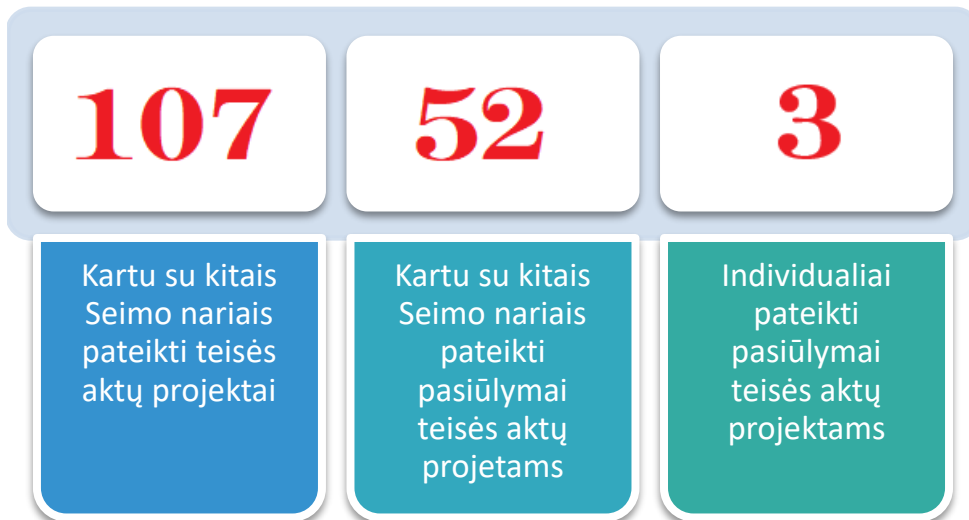 107
52
3
Kartu su kitais
Seimo nariais
pateikti teisės
aktų projektai
Kartu su kitais
Seimo nariais
pateikti
pasiūlymai
teisės aktų
projetams
Individualiai
pateikti
pasiūlymai
teisės aktų
projektams